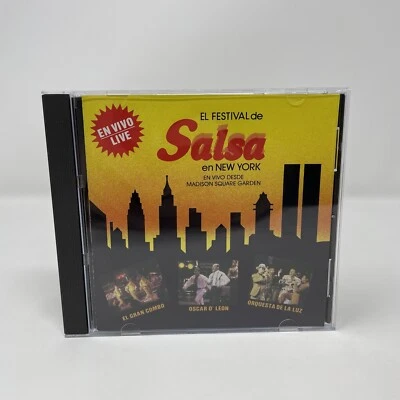 EN VIVO
LIVE
EL FESTIVAL de
Salsa
en NEW YORK
EN VIVO DESDE
MADISON SQUARE GARDEN
EL GRAN COMBO
OSCAR D' LEON
ORQUESTA DE LA LUZ